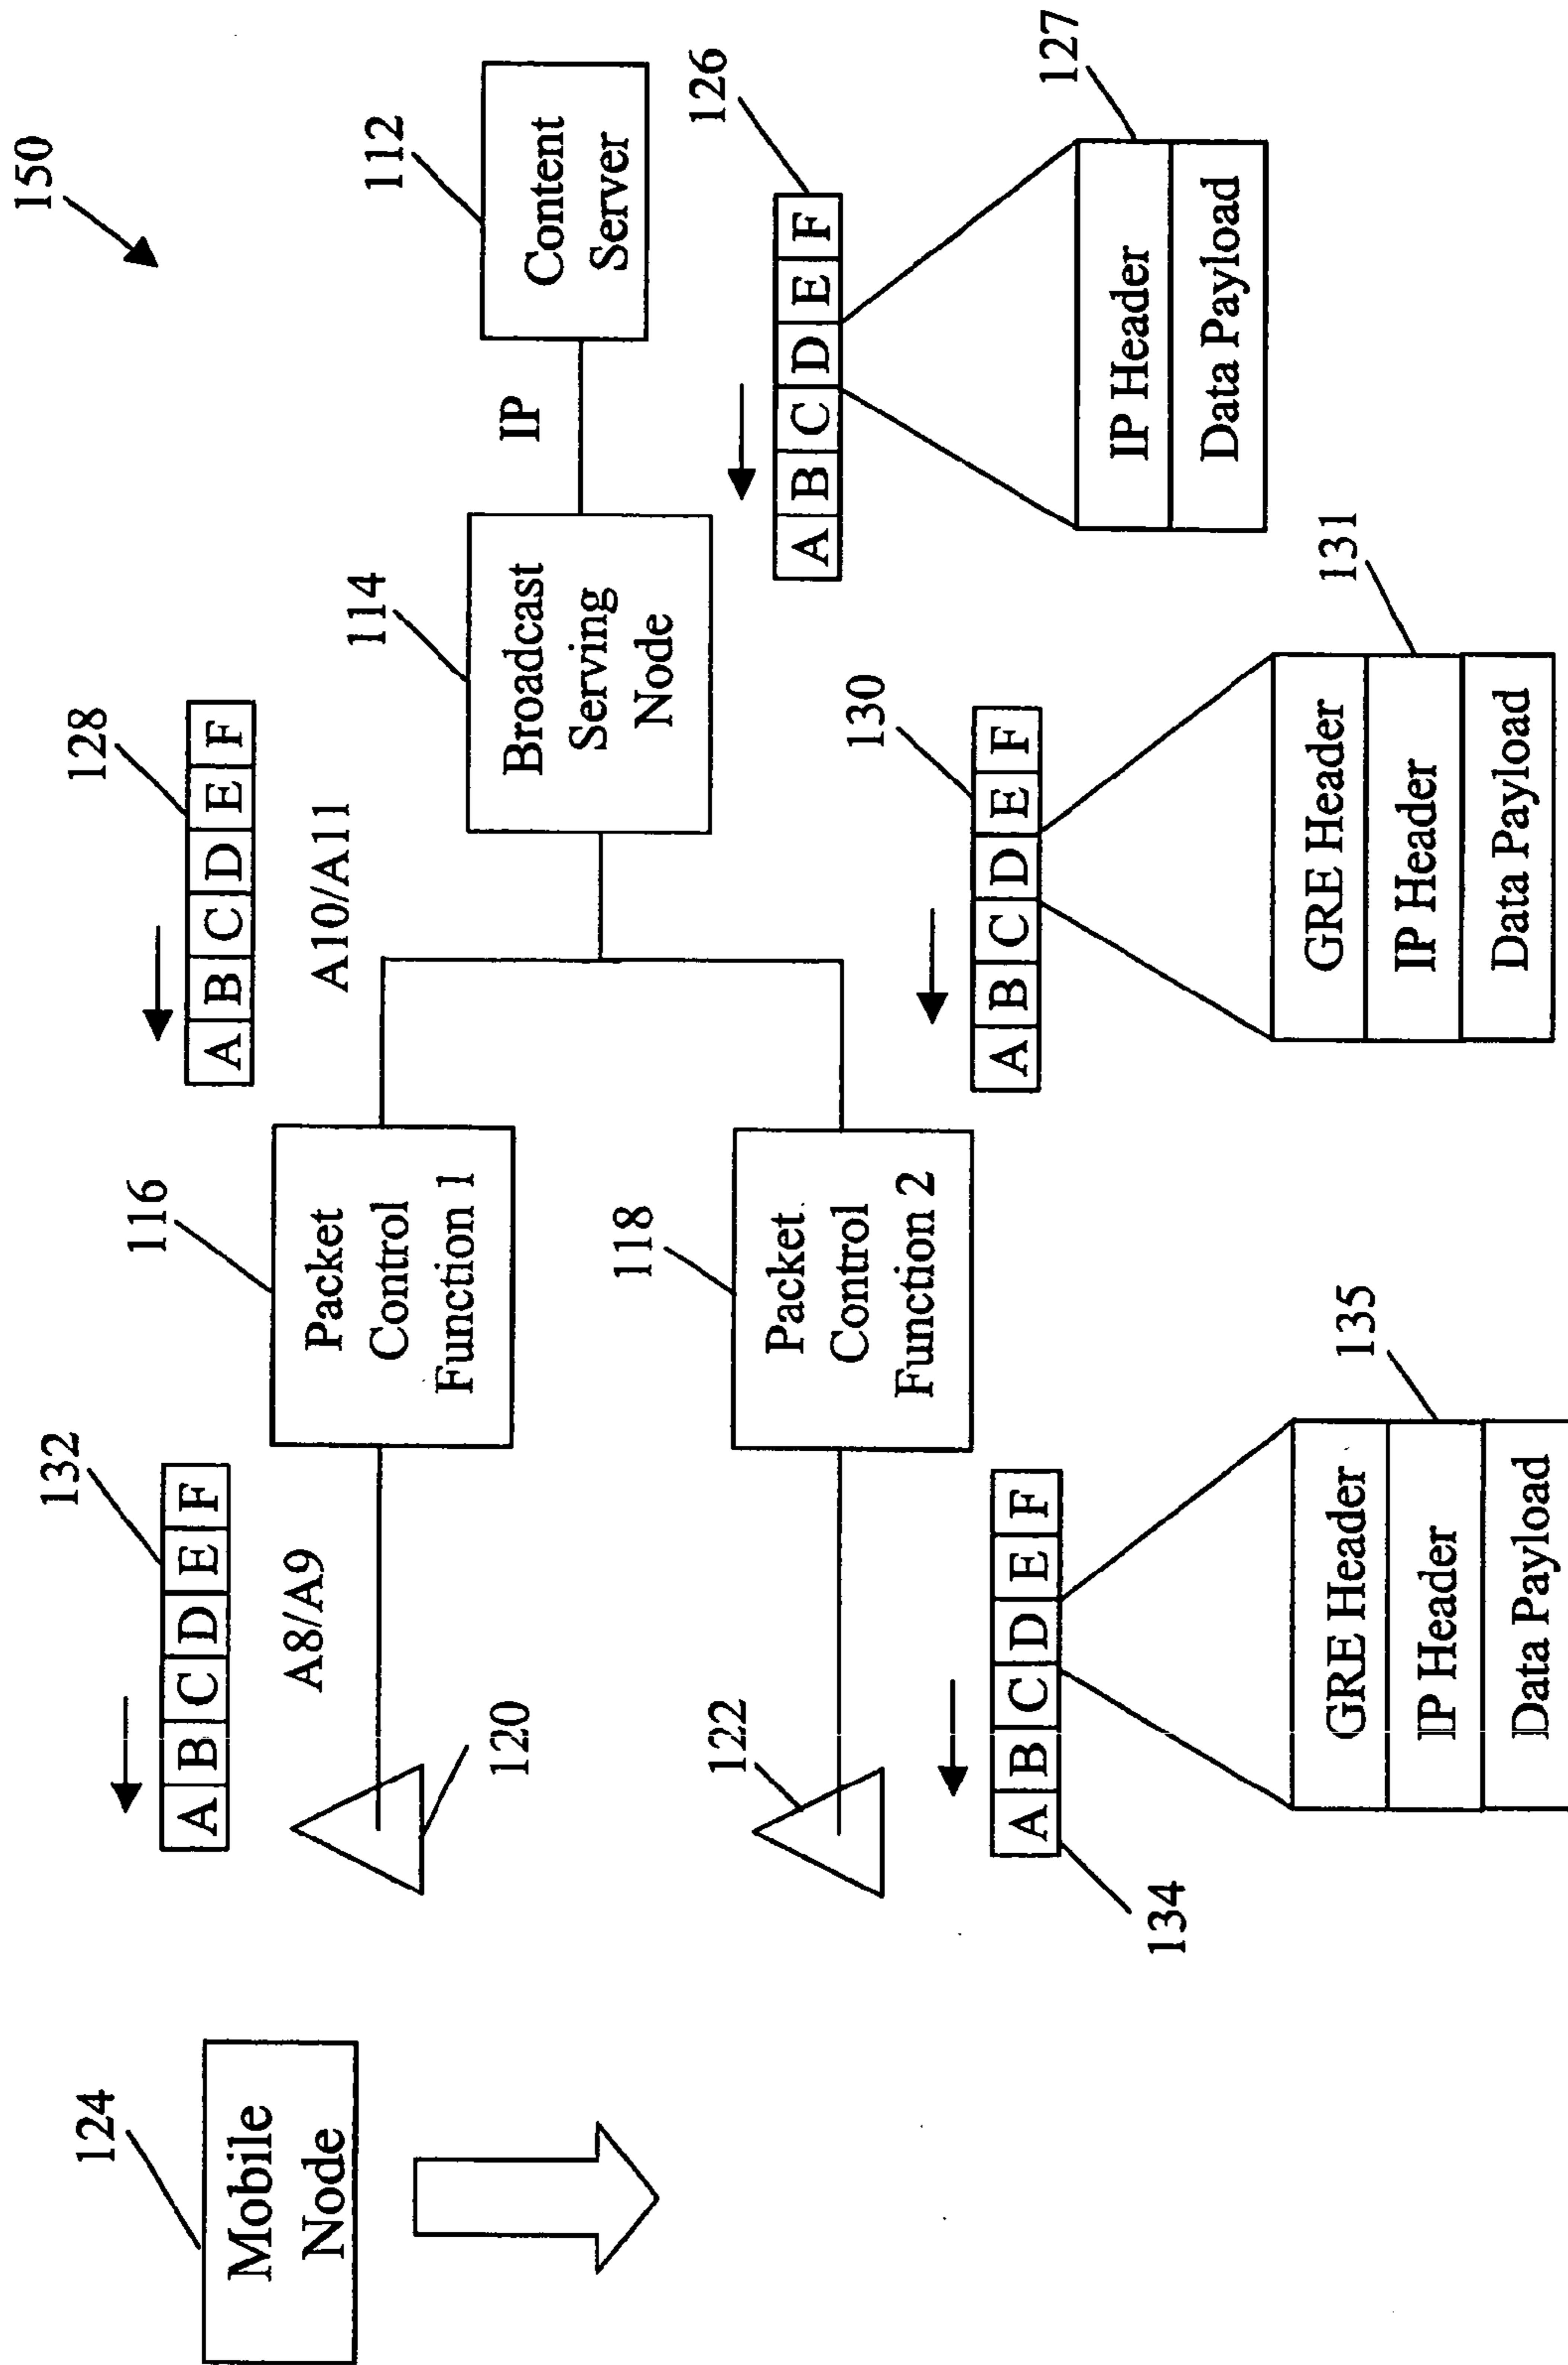 150
124
Mobile
Node
132
A B C D E F
A8/A9
120
116
Packet
Control
Function 1
128
A B C D E F
A10/A11
114
Broadcast
Serving
Node
IP
112
Content
Server
126
A B C D E F
IP Header
Data Payload
127
122
118
Packet
Control
Function 2
134
A B C D E F
GRE Header
IP Header
Data Payload
135
130
A B C D E F
GRE Header
IP Header
Data Payload
131